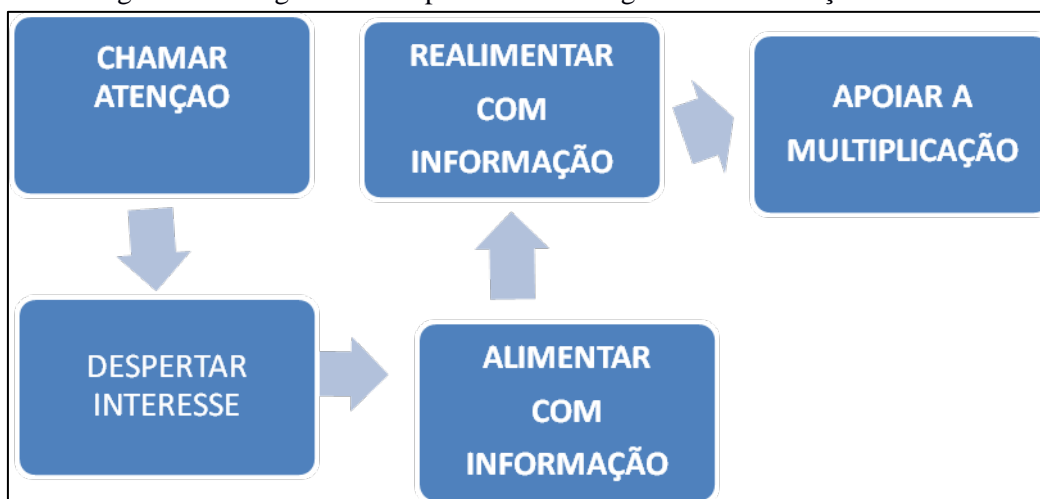 CHAMAR
ATENÇAO
DESPERTAR
INTERESSE
ALIMENTAR
COM
INFORMAÇÃO
REALIMENTAR
COM
INFORMAÇÃO
APOIAR A
MULTIPLICAÇÃO